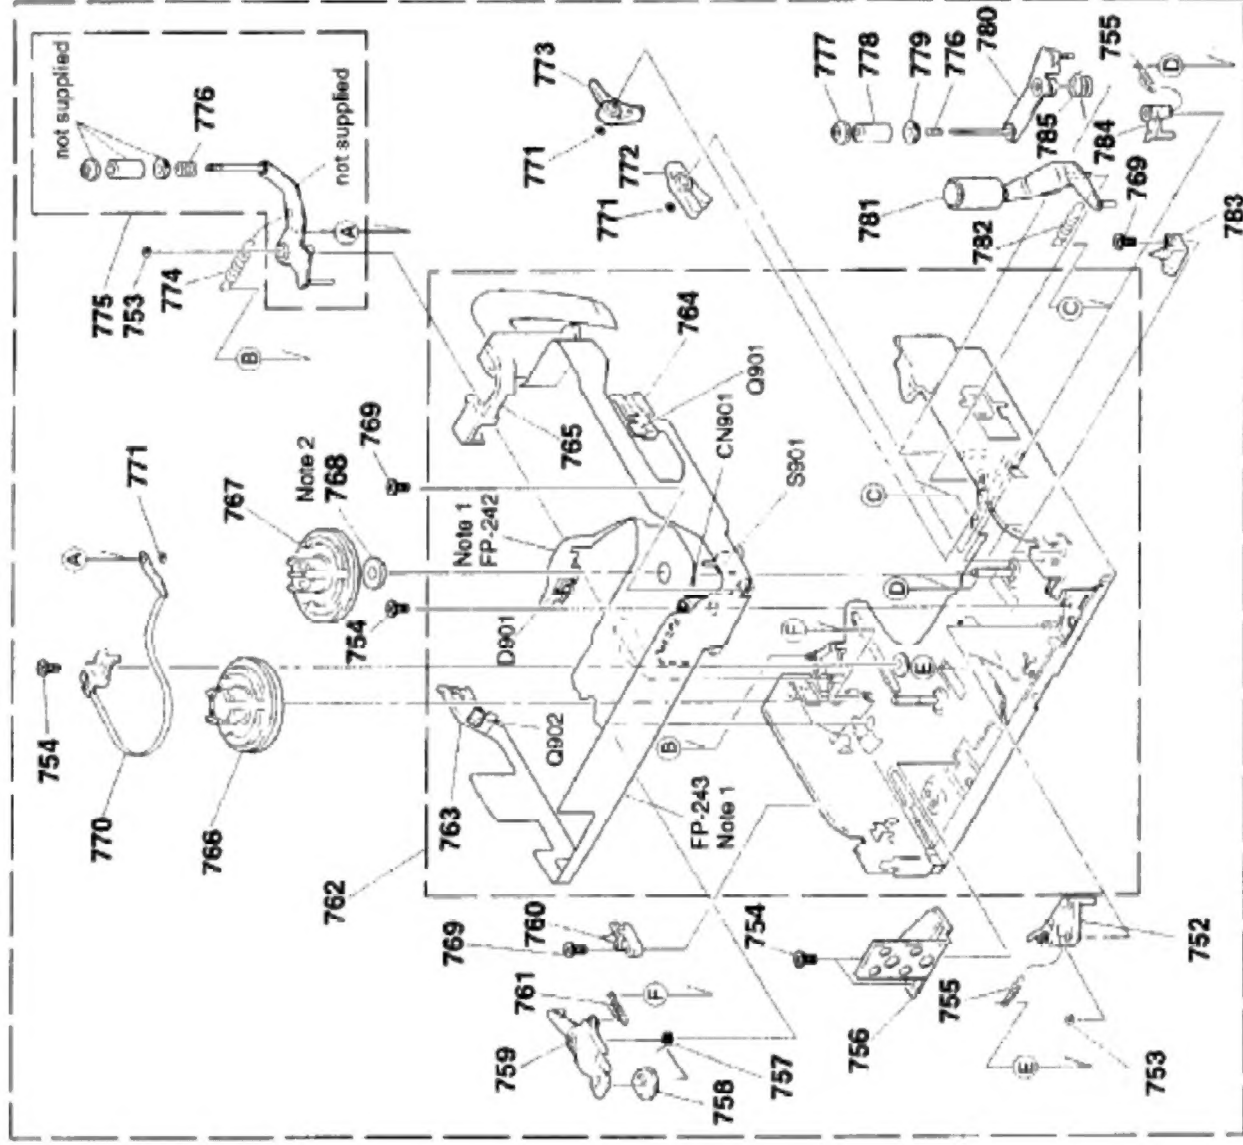 754
not supplied
770
771
A
775
753
776
766
767
774
Note 2
768
B
not supplied
A
762
754
769
763
769
Note 1
FP-242
760
D901
759
761
Q902
765
F
771
773
758
757
FP-243
Note 1
B
764
772
771
Q901
CN901
754
S901
F
C
777
756
778
781
D
E
779
755
776
782
780
E
753
752
C
785
769
784
783
755
D